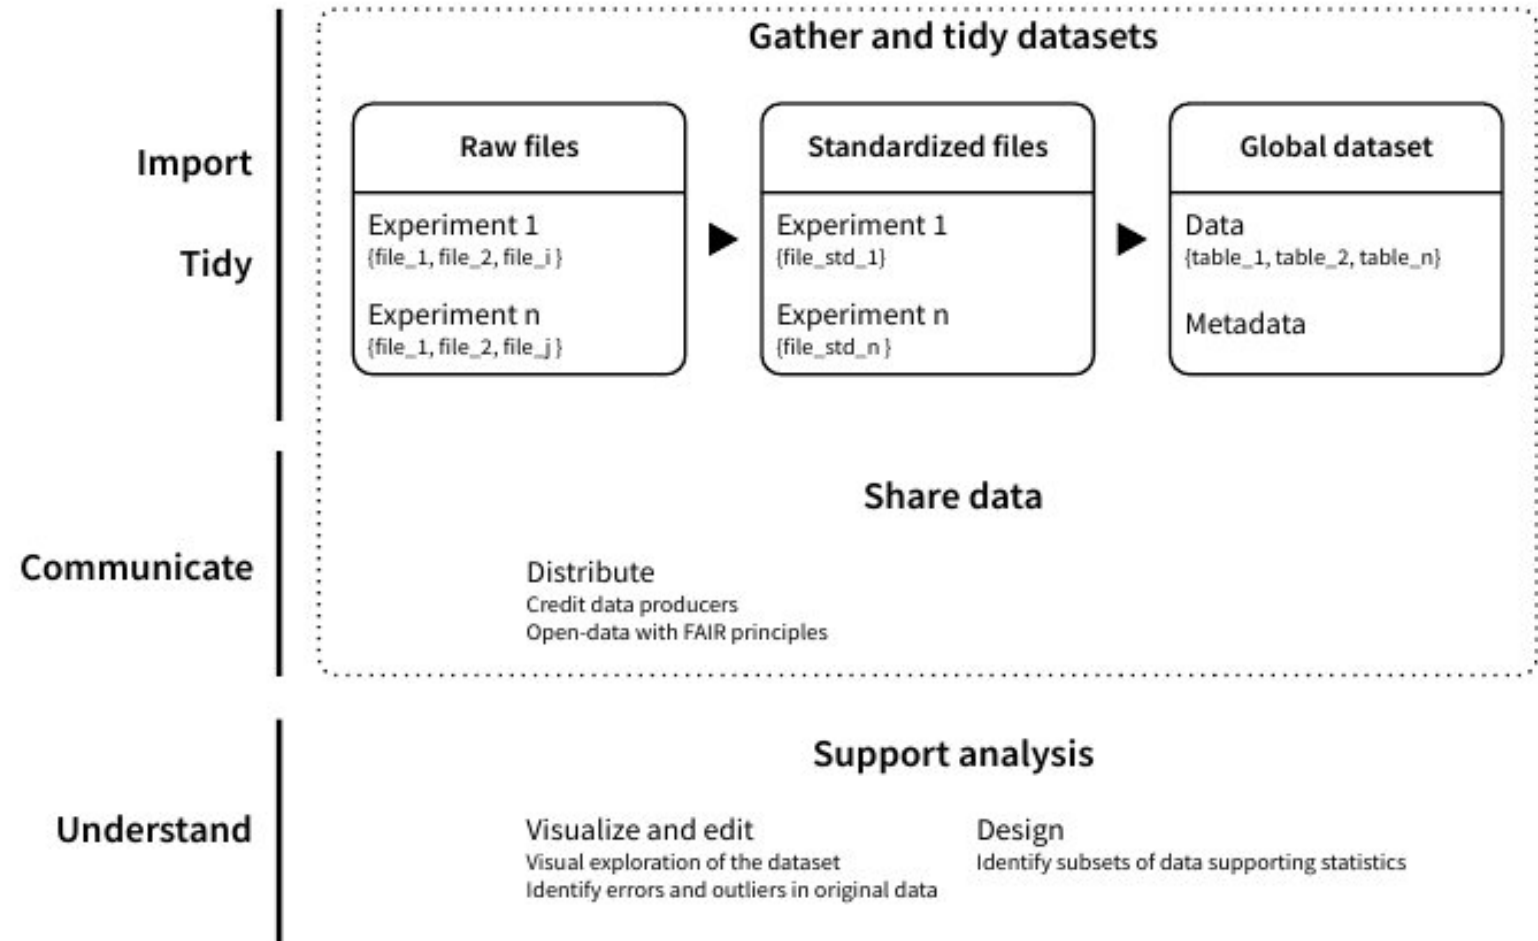 Gather and tidy datasets
Import
Tidy
Raw files
Experiment 1
{file_1, file_2, file_i }
Experiment n
{file_1, file_2, file_j }
Standardized files
Experiment 1
{file_std_1}
Experiment n
{file_std_n }
Global dataset
Data
{table_1, table_2, table_n}
Metadata
Communicate
Share data
Distribute
Credit data producers
Open-data with FAIR principles
Understand
Support analysis
Visualize and edit
Visual exploration of the dataset
Identify errors and outliers in original data
Design
Identify subsets of data supporting statistics